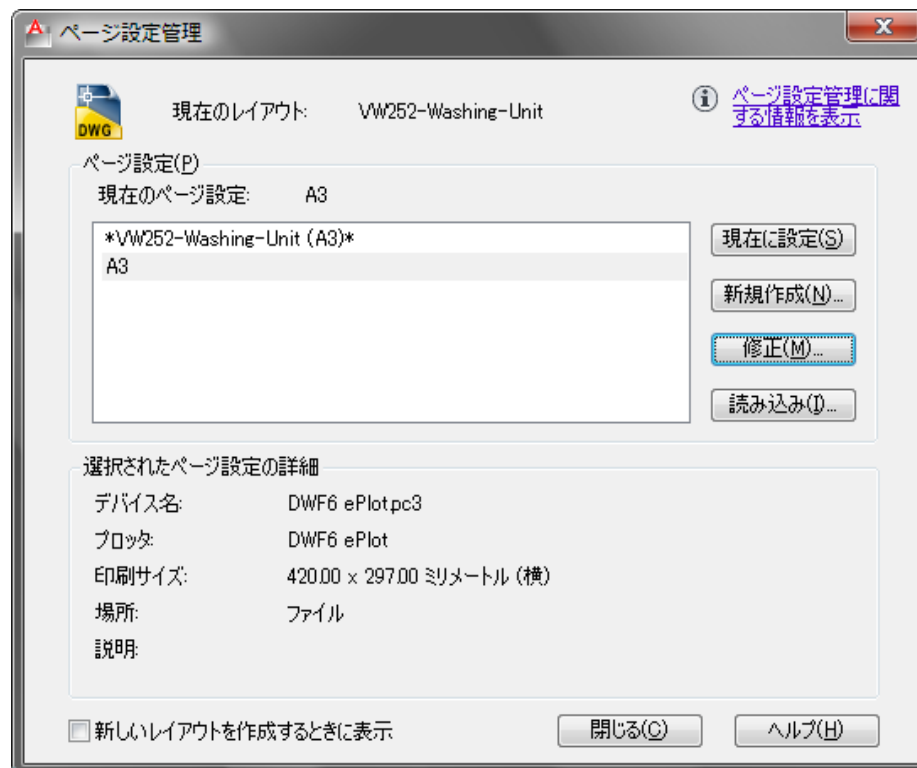 ページ設定管理
DWG
現在のレイアウト: VW252-Washing-Unit
ページ設定管理に関
する情報を表示
ページ設定(P)
現在のページ設定: A3
*VW252-Washing-Unit (A3)*
A3
現在に設定(S)
新規作成(N)...
修正(M)...
読み込み(I)...
選択されたページ設定の詳細
デバイス名: DWF6 ePlot.pc3
プロッタ: DWF6 ePlot
印刷サイズ: 420.00 x 297.00 ミリメートル (横)
場所: ファイル
説明:
新しいレイアウトを作成するときに表示
閉じる(C)
ヘルプ(H)